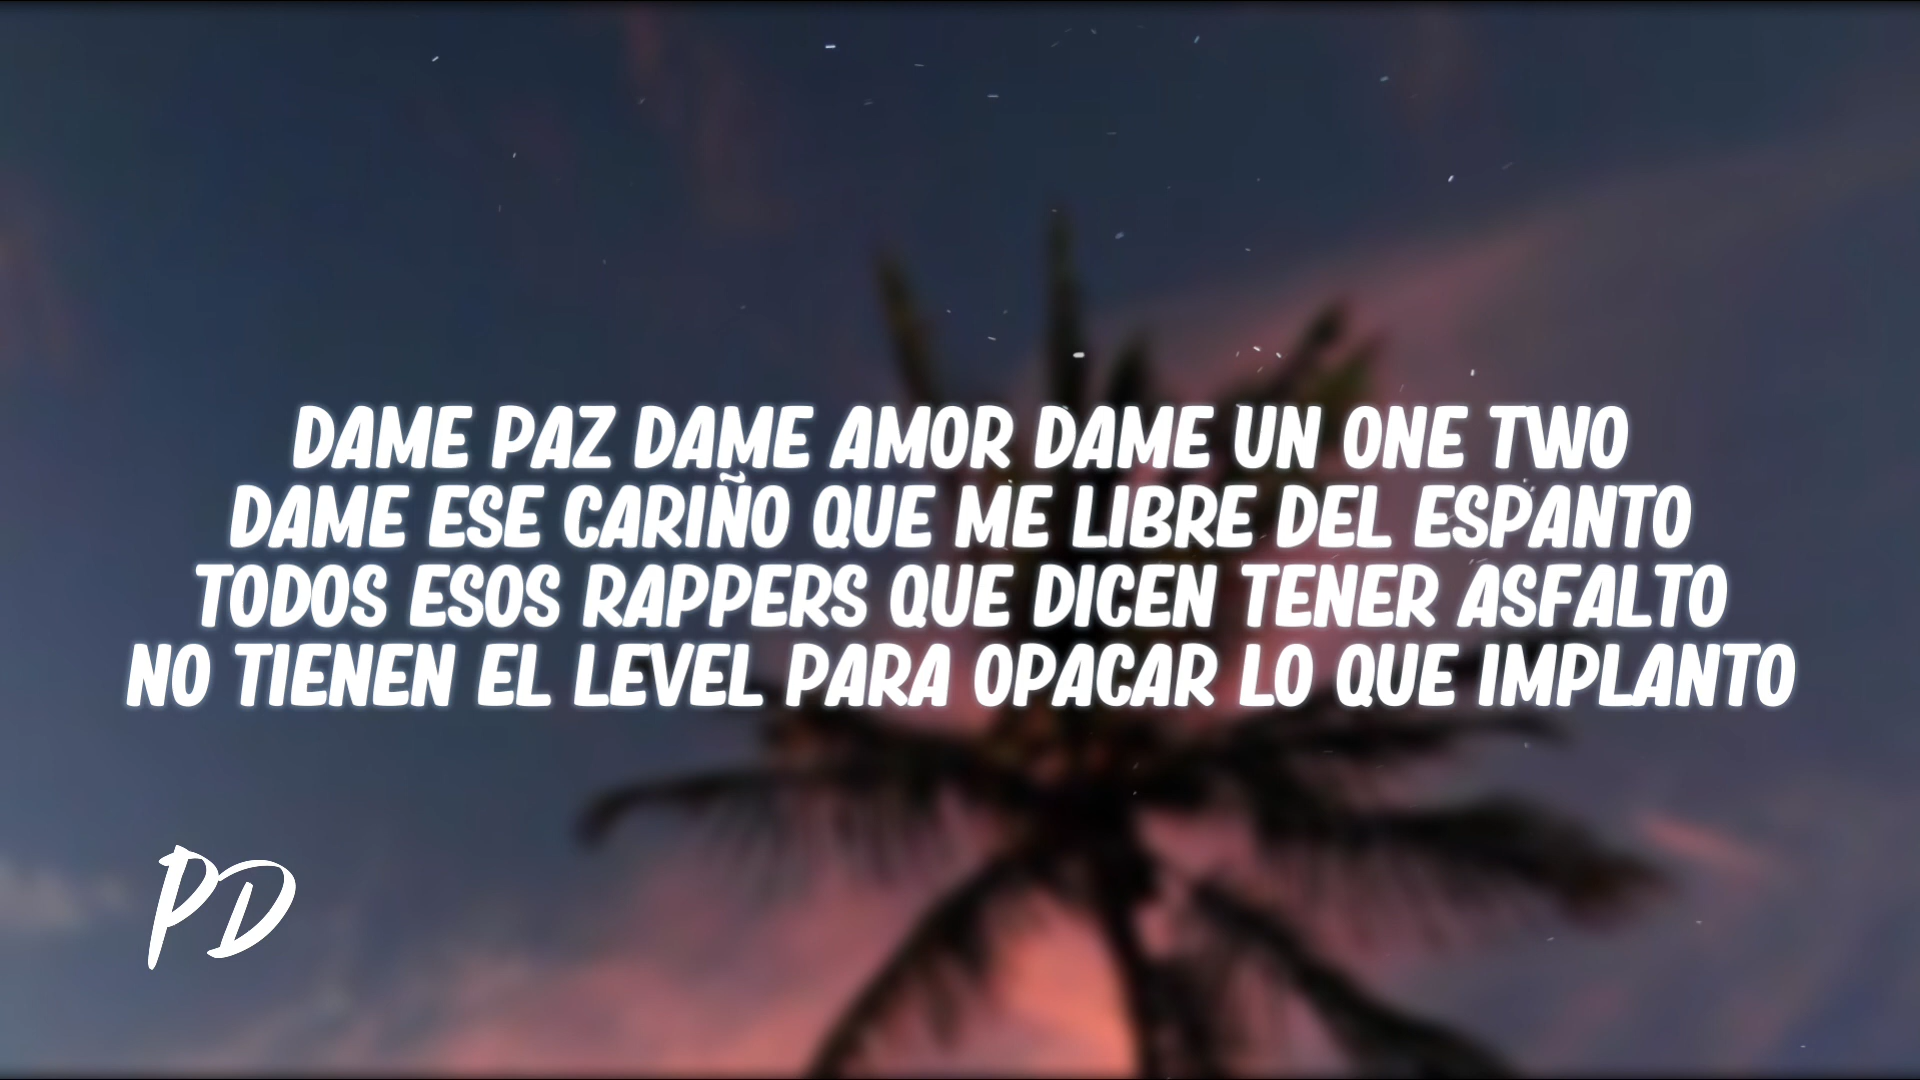 DAME PAZ DAME AMOR DAME UN ONE TWO
DAME ESE CARIÑO QUE ME LIBRE DEL ESPANTO
TODOS ESOS RAPPERS QUE DICEN TENER ASFALTO
NO TIENEN EL LEVEL PARA OPACAR LO QUE IMPLANTO
PD